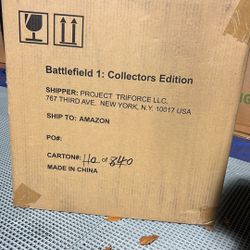 Battlefield 1: Collectors Edition
SHIPPER: PROJECT TRIFORCE LLC.
767 THIRD AVE. NEW YORK, N.Y. 10017 USA
SHIP TO: AMAZON
PO#:
CARTON#: of 840
MADE IN CHINA